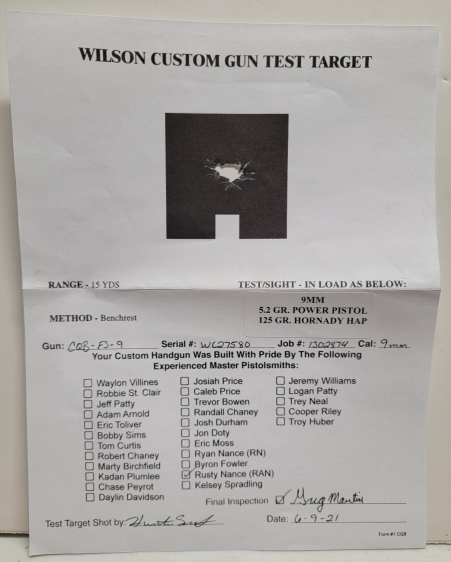 WILSON CUSTOM GUN TEST TARGET
RANGE - 15 YDS
TEST/SIGHT - IN LOAD AS BELOW:
9MM
5.2 GR. POWER PISTOL
125 GR. HORNADY HAP
METHOD - Benchrest
Gun: CQB-FS-9 Serial #: WC27580 Job #: 1302874 Cal: 9mm
Your Custom Handgun Was Built With Pride By The Following
Experienced Master Pistolsmiths:
Waylon Villines
Robbie St. Clair
Jeff Patty
Adam Arnold
Eric Toliver
Bobby Sims
Tom Curtis
Robert Chaney
Marty Birchfield
Kadan Plumlee
Chase Peyrot
Daylin Davidson
Josiah Price
Caleb Price
Trevor Bowen
Randall Chaney
Josh Durham
Jon Doty
Eric Moss
Ryan Nance (RN)
Byron Fowler
Rusty Nance (RAN)
Kelsey Spradling
Jeremy Williams
Logan Patty
Trey Neal
Cooper Riley
Troy Huber
Final Inspection Greg Martin
Test Target Shot by:
Date: 6-9-21
Form #1 CQB